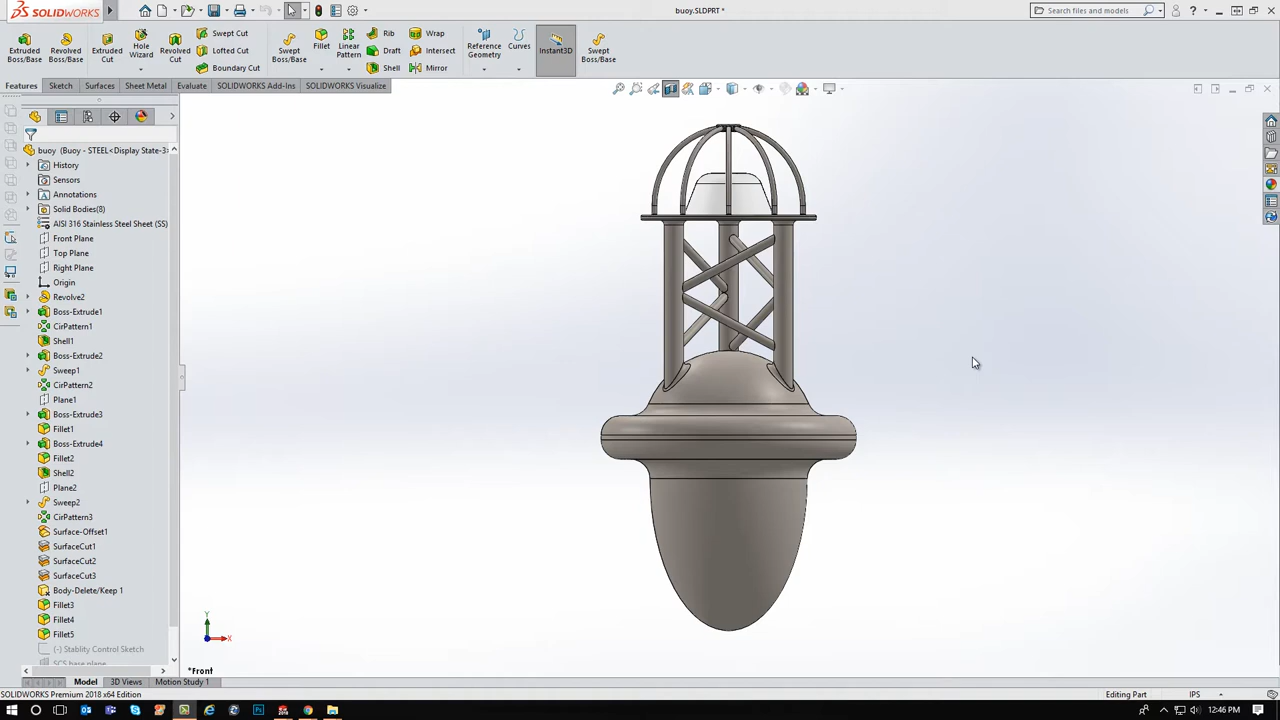 SOLIDWORKS
buoy.SLDPRT *
Search files and models
Extruded Boss/Base
Revolved Boss/Base
Extruded Cut
Hole Wizard
Revolved Cut
Swept Cut
Lofted Cut
Boundary Cut
Swept Boss/Base
Fillet
Linear Pattern
Rib
Draft
Shell
Wrap
Intersect
Mirror
Reference Geometry
Curves
Instant3D
Swept Boss/Base
Features
Sketch
Surfaces
Sheet Metal
Evaluate
SOLIDWORKS Add-Ins
SOLIDWORKS Visualize
buoy (Buoy - STEEL<Display State-3>
History
Sensors
Annotations
Solid Bodies(8)
AISI 316 Stainless Steel Sheet (SS)
Front Plane
Top Plane
Right Plane
Origin
Revolve2
Boss-Extrude1
CirPattern1
Shell1
Boss-Extrude2
Sweep1
CirPattern2
Plane1
Boss-Extrude3
Fillet1
Boss-Extrude4
Fillet2
Shell2
Plane2
Sweep2
CirPattern3
Surface-Offset1
SurfaceCut1
SurfaceCut2
SurfaceCut3
Body-Delete/Keep 1
Fillet3
Fillet4
Fillet5
(-) Stablity Control Sketch
SCS base plane
Y
X
*Front
Model
3D Views
Motion Study 1
SOLIDWORKS Premium 2018 x64 Edition
Editing Part
IPS
12:46 PM